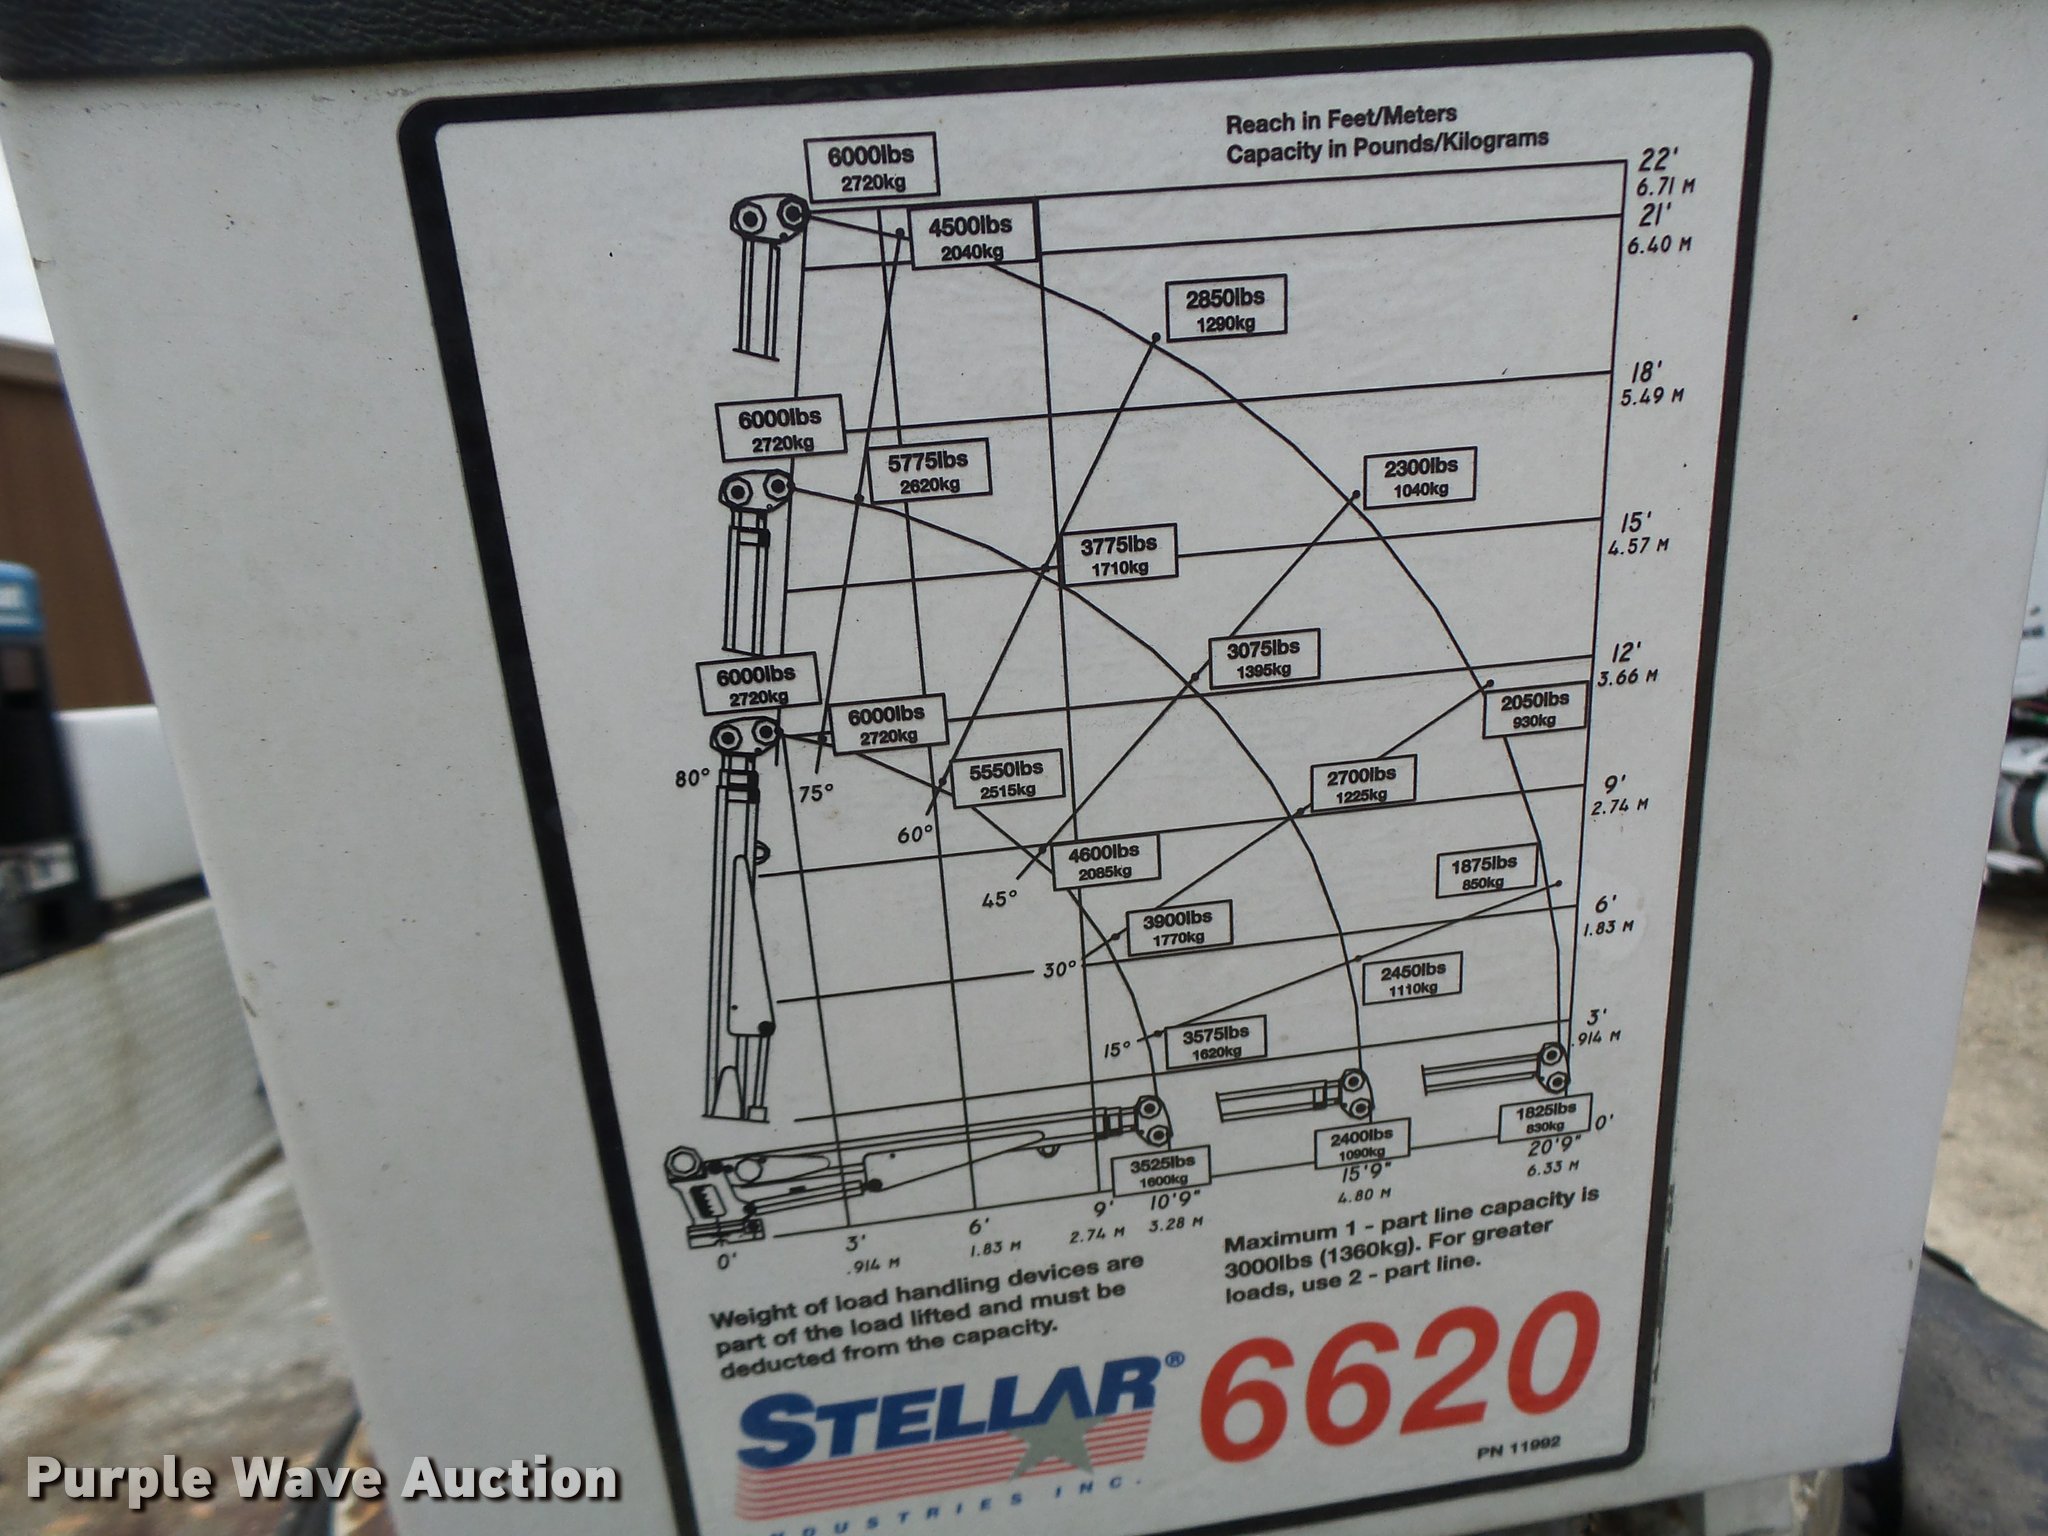 Reach in Feet/Meters
Capacity in Pounds/Kilograms
6000lbs
2720kg
22'
6.71 M
4500lbs
2040kg
21'
6.40 M
2850lbs
1290kg
18'
5.49 M
6000lbs
2720kg
5775lbs
2620kg
2300lbs
1040kg
15'
4.57 M
3775lbs
1710kg
3075lbs
1395kg
12'
3.66 M
6000lbs
2720kg
6000lbs
2720kg
2050lbs
930kg
80°
75°
5550lbs
2515kg
2700lbs
1225kg
9'
2.74 M
60°
4600lbs
2085kg
1875lbs
850kg
45°
3900lbs
1770kg
6'
1.83 M
30°
2450lbs
1110kg
15°
3575lbs
1620kg
3'
.914 M
1825lbs
830kg
0'
2400lbs
1090kg
3525lbs
1600kg
20'9"
6.33 M
15'9"
4.80 M
10'9"
3.28 M
9'
2.74 M
6'
1.83 M
3'
.914 M
0'
Weight of load handling devices are
part of the load lifted and must be
deducted from the capacity.
Maximum 1 - part line capacity is
3000lbs (1360kg). For greater
loads, use 2 - part line.
STELLAR®
INDUSTRIES INC.
6620
PN 11992
Purple Wave Auction